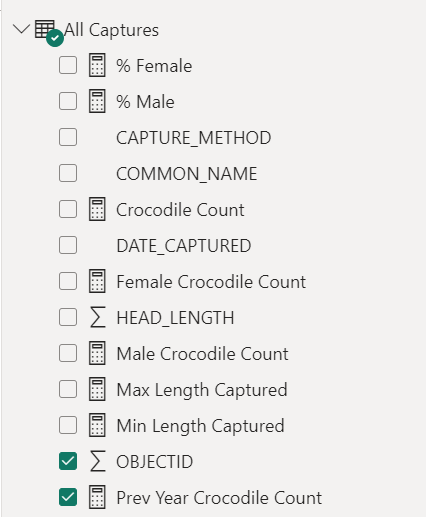 All Captures
% Female
% Male
CAPTURE_METHOD
COMMON_NAME
Crocodile Count
DATE_CAPTURED
Female Crocodile Count
HEAD_LENGTH
Male Crocodile Count
Max Length Captured
Min Length Captured
OBJECTID
Prev Year Crocodile Count